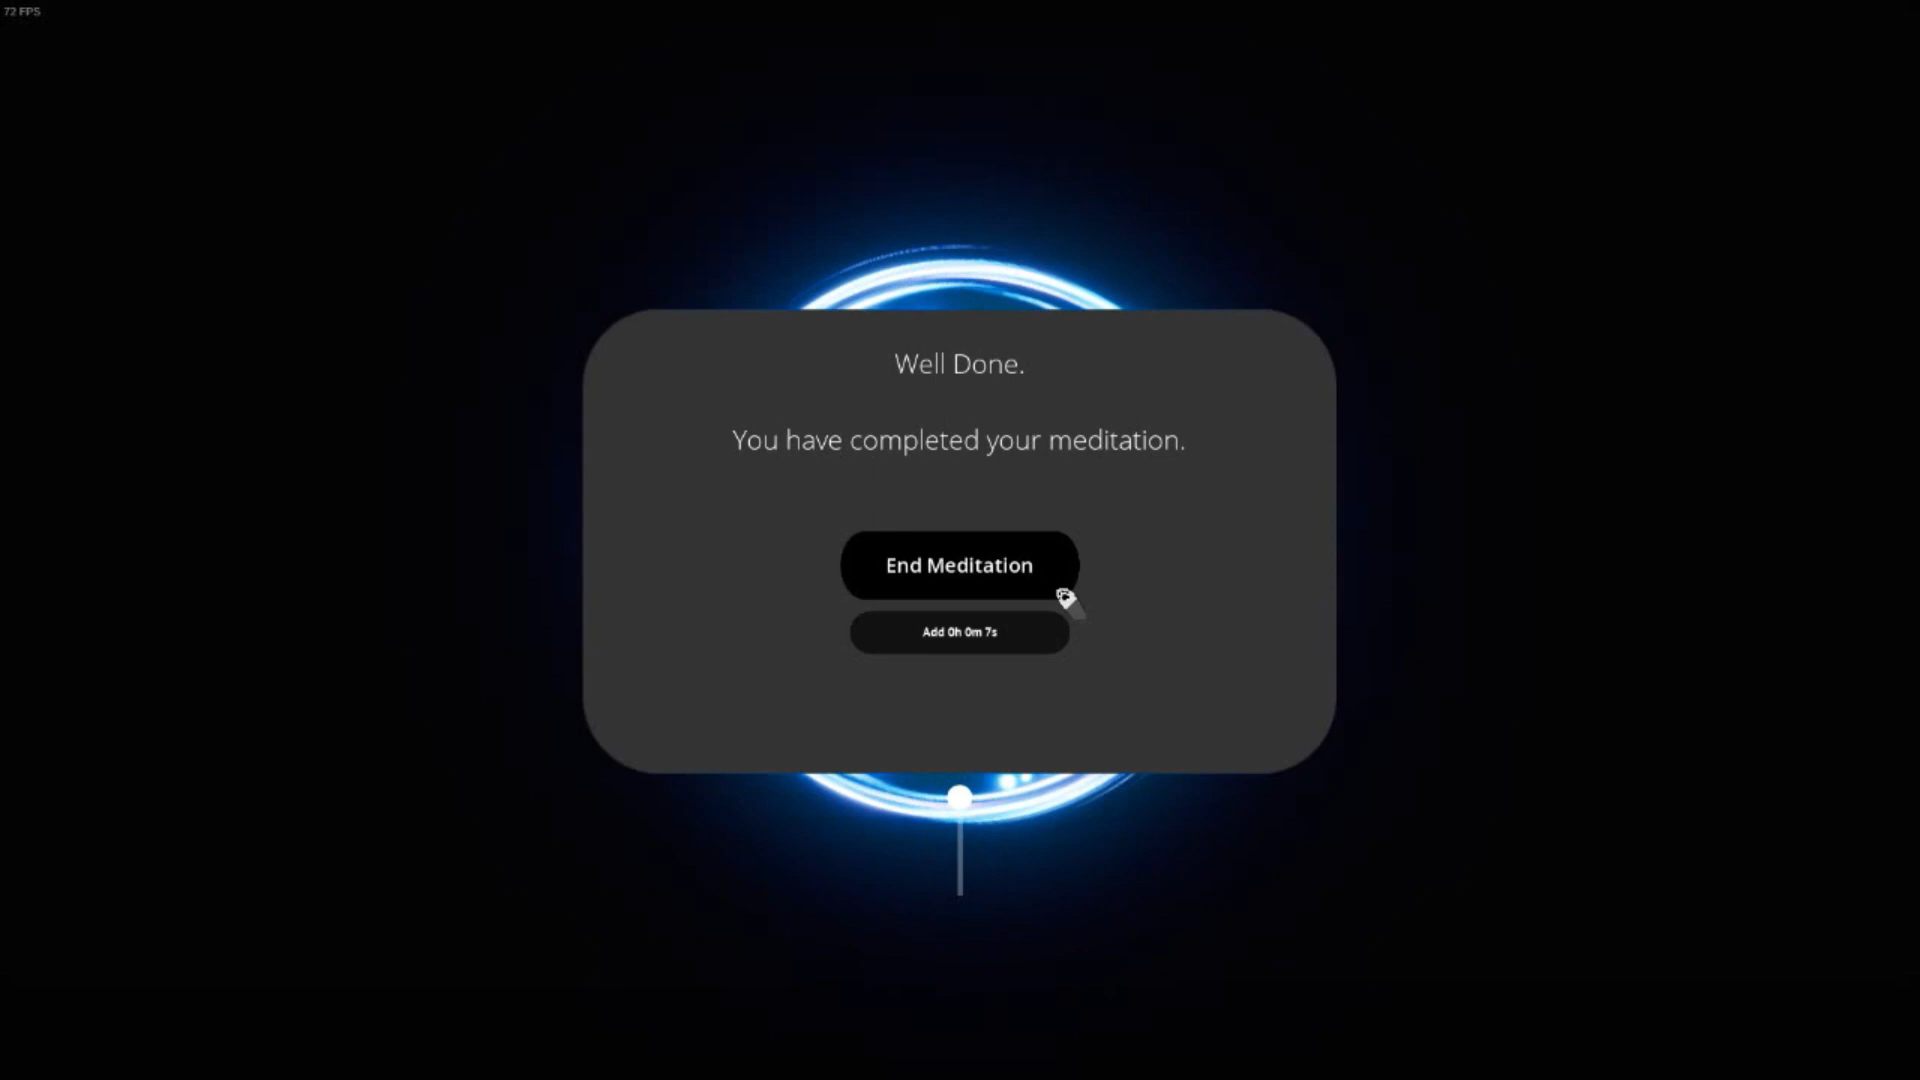 72 FPS
Well Done.
You have completed your meditation.
End Meditation
Add 0h 0m 7s